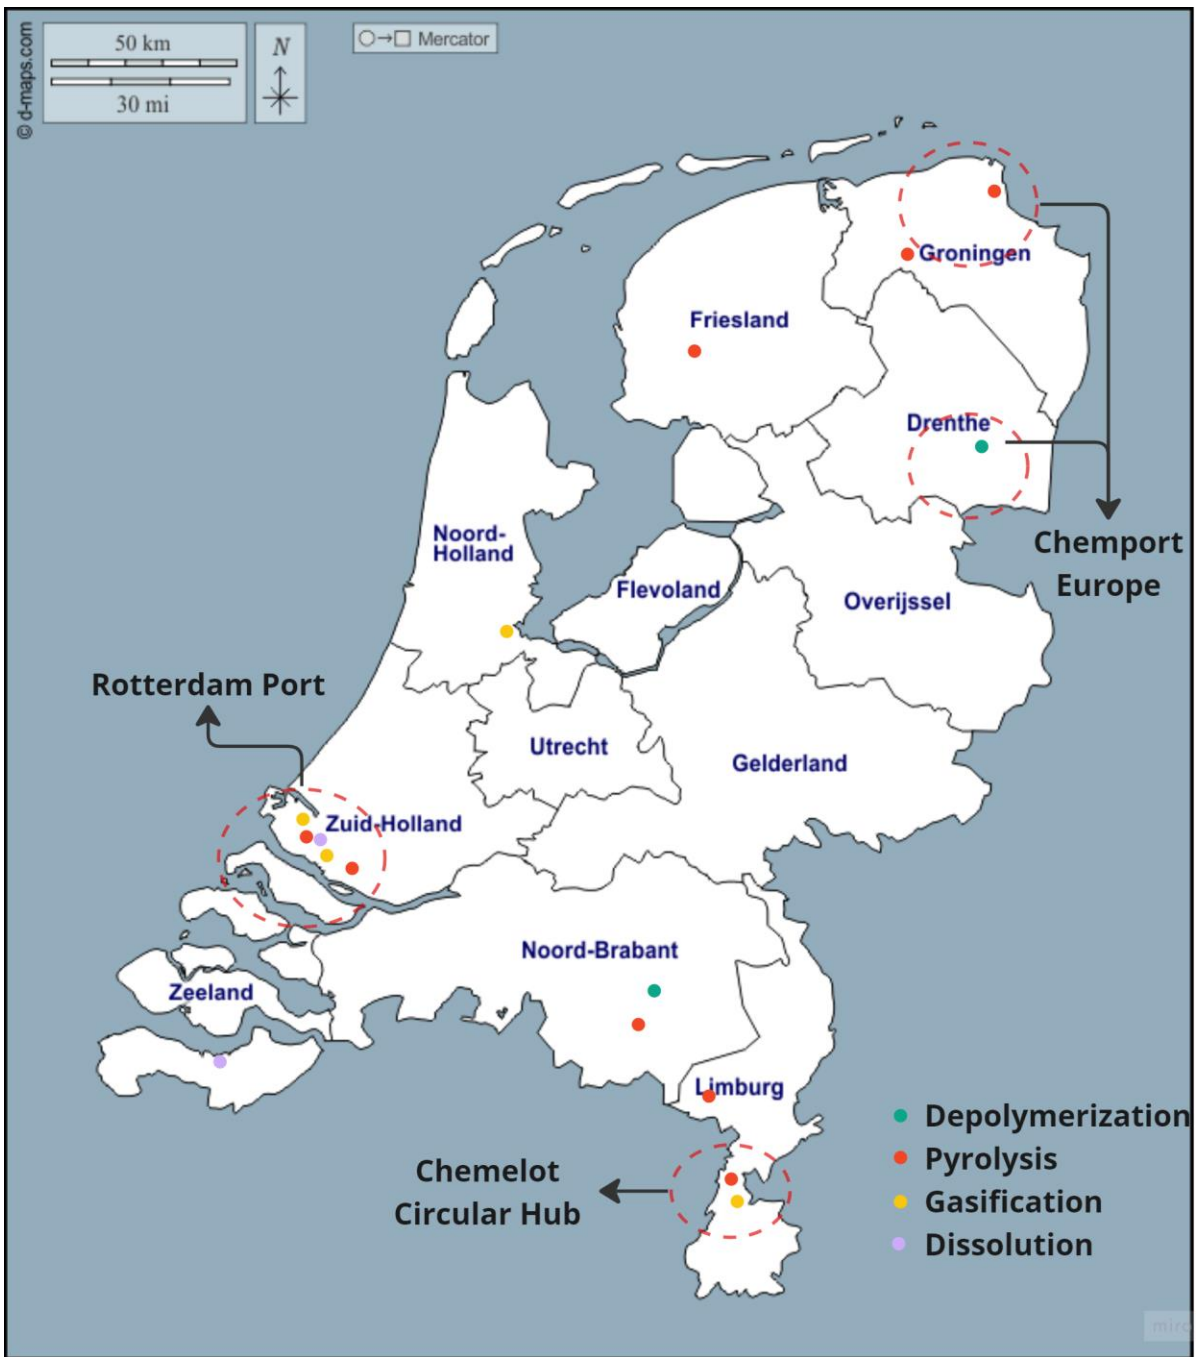 © d-maps.com
50 km
30 mi
N
Mercator
Groningen
Friesland
Drenthe
Chemport
Europe
Noord-
Holland
Flevoland
Overijssel
Rotterdam Port
Utrecht
Gelderland
Zuid-Holland
Noord-Brabant
Zeeland
Limburg
Chemelot
Circular Hub
Depolymerization
Pyrolysis
Gasification
Dissolution
miro